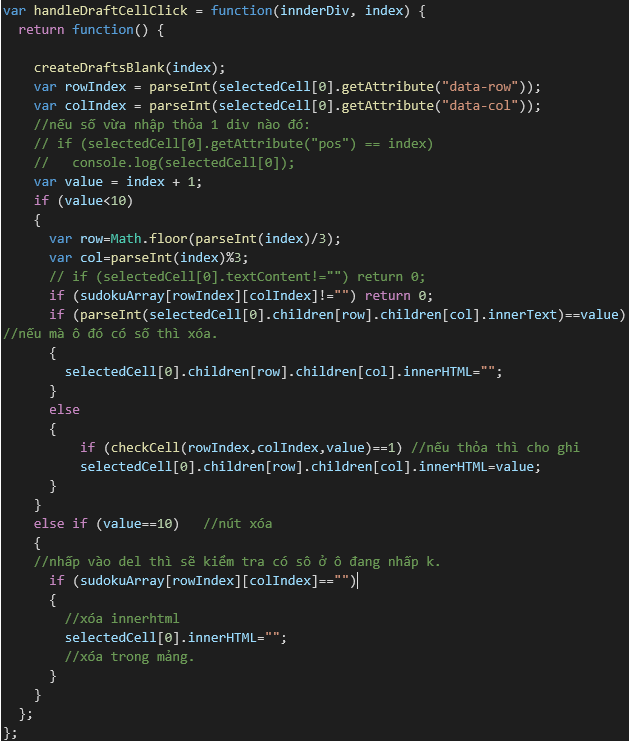 var handleDraftCellClick = function(innderDiv, index) {
  return function() {

    createDraftsBlank(index);
    var rowIndex = parseInt(selectedCell[0].getAttribute("data-row"));
    var colIndex = parseInt(selectedCell[0].getAttribute("data-col"));
    //nếu số vừa nhập thỏa 1 div nào đó:
    // if (selectedCell[0].getAttribute("pos") == index)
    //   console.log(selectedCell[0]);
    var value = index + 1;
    if (value<10)
    {
      var row=Math.floor(parseInt(index)/3);
      var col=parseInt(index)%3;
      // if (selectedCell[0].textContent!="") return 0;
      if (sudokuArray[rowIndex][colIndex]!="") return 0;
      if (parseInt(selectedCell[0].children[row].children[col].innerText)==value)
//nếu mà ô đó có số thì xóa.
      {
        selectedCell[0].children[row].children[col].innerHTML="";
      }
      else
      {
          if (checkCell(rowIndex,colIndex,value)==1) //nếu thỏa thì cho ghi
          selectedCell[0].children[row].children[col].innerHTML=value;
      }
    }
    else if (value==10)   //nút xóa
    {
    //nhấp vào del thì sẽ kiểm tra có sô ở ô đang nhấp k.
      if (sudokuArray[rowIndex][colIndex]=="")
      {
        //xóa innerhtml
        selectedCell[0].innerHTML="";
        //xóa trong mảng.
      }
    }
  };
};